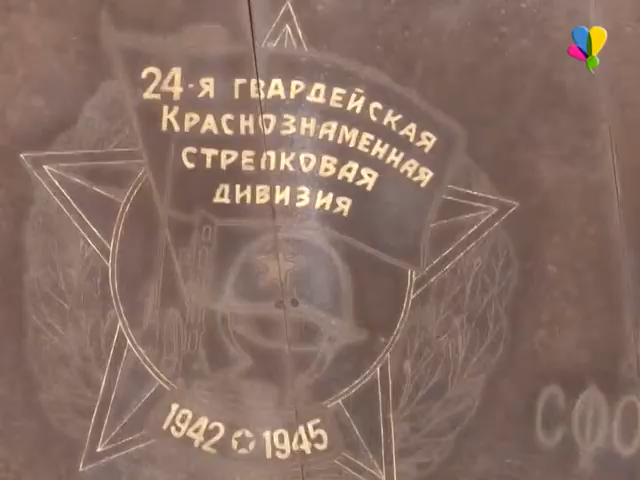 24-я ГВАРДЕЙСКАЯ
КРАСНОЗНАМЕННАЯ
СТРЕЛКОВАЯ
ДИВИЗИЯ
1942 1945